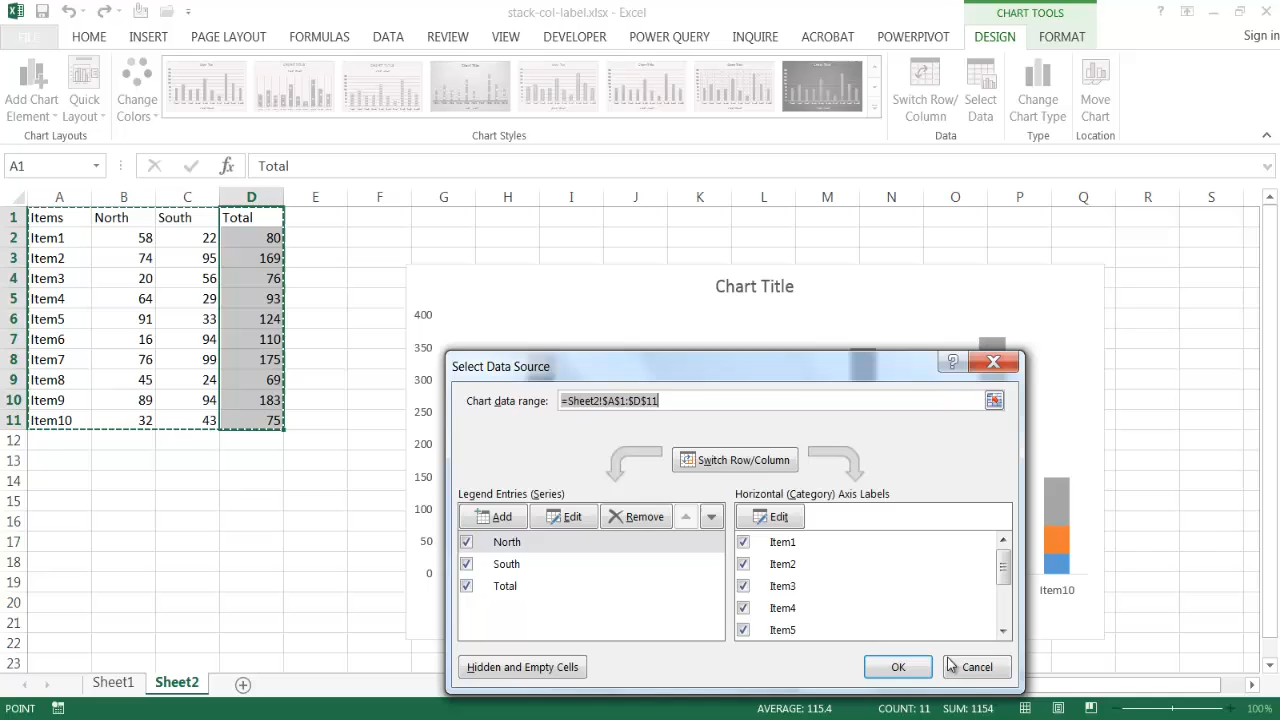 stack-col-label.xlsx - Excel
CHART TOOLS
FILE HOME INSERT PAGE LAYOUT FORMULAS DATA REVIEW VIEW DEVELOPER POWER QUERY INQUIRE ACROBAT POWERPIVOT DESIGN FORMAT Sign in
Add Chart Element
Quick Layout
Change Colors
Switch Row/ Column
Select Data
Change Chart Type
Move Chart
Chart Layouts Chart Styles Data Type Location
A1 fx Total
A B C D E F G H I J K L M N O P Q R S
1 Items North South Total
2 Item1 58 22 80
3 Item2 74 95 169
4 Item3 20 56 76
5 Item4 64 29 93
6 Item5 91 33 124
7 Item6 16 94 110
8 Item7 76 99 175
9 Item8 45 24 69
10 Item9 89 94 183
11 Item10 32 43 75
12
13
14
15
16
17
18
19
20
21
22
23
Chart Title
400
350
300
250
200
150
100
50
0
Item10
Select Data Source
Chart data range: =Sheet2!$A$1:$D$11
Switch Row/Column
Legend Entries (Series)
Add Edit Remove
North
South
Total
Horizontal (Category) Axis Labels
Edit
Item1
Item2
Item3
Item4
Item5
Hidden and Empty Cells
OK Cancel
Sheet1 Sheet2
POINT AVERAGE: 115.4 COUNT: 11 SUM: 1154 100%